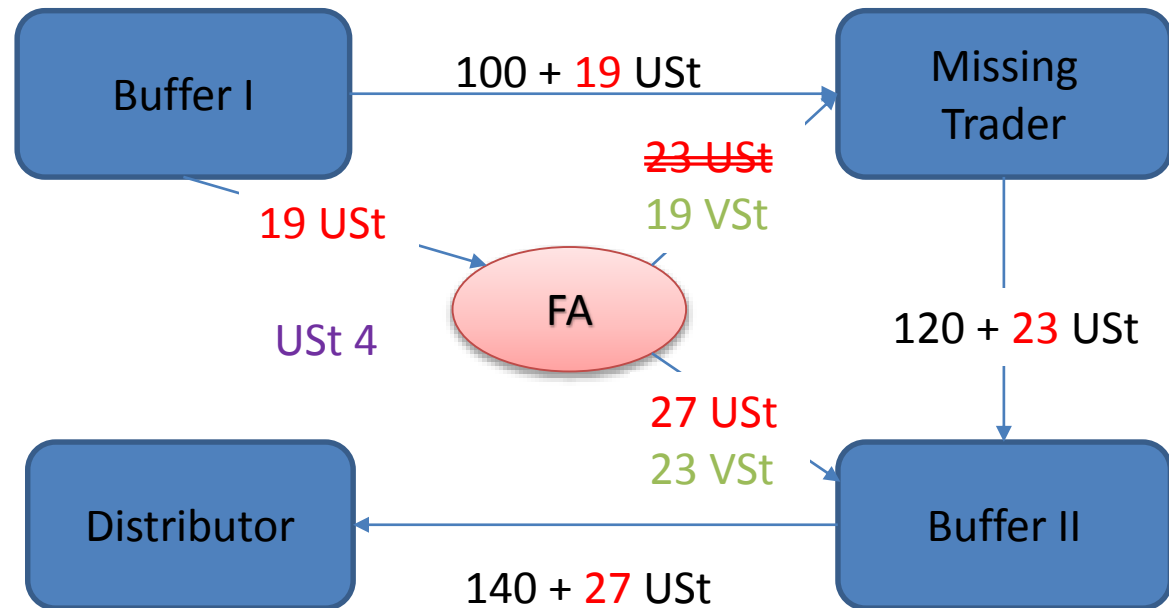 Buffer I
100 + 19 USt
Missing
Trader
23 USt
19 VSt
19 USt
FA
USt 4
120 + 23 USt
27 USt
23 VSt
Distributor
Buffer II
140 + 27 USt